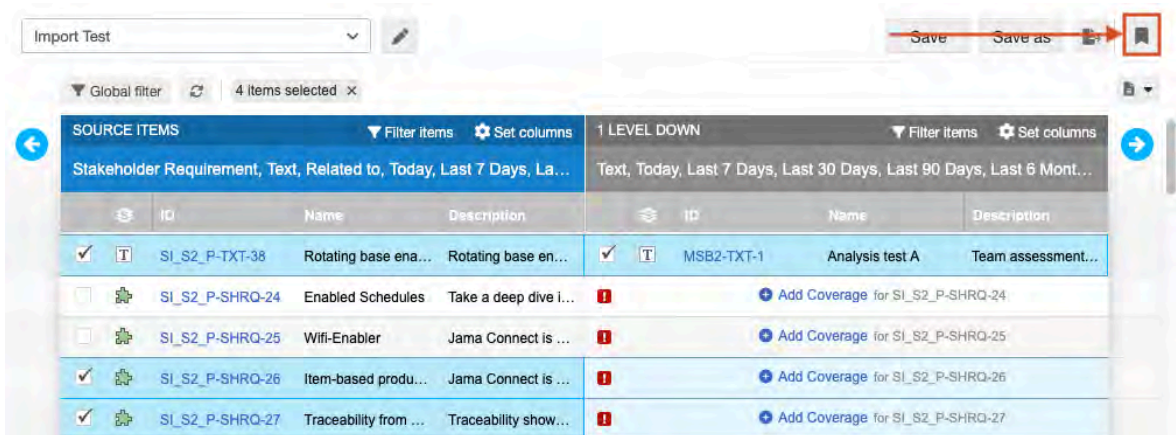 Import Test
Save Save as
Global filter 4 items selected ×
SOURCE ITEMS Filter items Set columns 1 LEVEL DOWN Filter items Set columns
Stakeholder Requirement, Text, Related to, Today, Last 7 Days, La... Text, Today, Last 7 Days, Last 30 Days, Last 90 Days, Last 6 Mont...
ID Name Description ID Name Description
T SI_S2_P-TXT-38 Rotating base ena... Rotating base en... T MSB2-TXT-1 Analysis test A Team assessment...
SI_S2_P-SHRQ-24 Enabled Schedules Take a deep dive i... Add Coverage for SI_S2_P-SHRQ-24
SI_S2_P-SHRQ-25 Wifi-Enabler Jama Connect is ... Add Coverage for SI_S2_P-SHRQ-25
SI_S2_P-SHRQ-26 Item-based produ... Jama Connect is ... Add Coverage for SI_S2_P-SHRQ-26
SI_S2_P-SHRQ-27 Traceability from ... Traceability show... Add Coverage for SI_S2_P-SHRQ-27